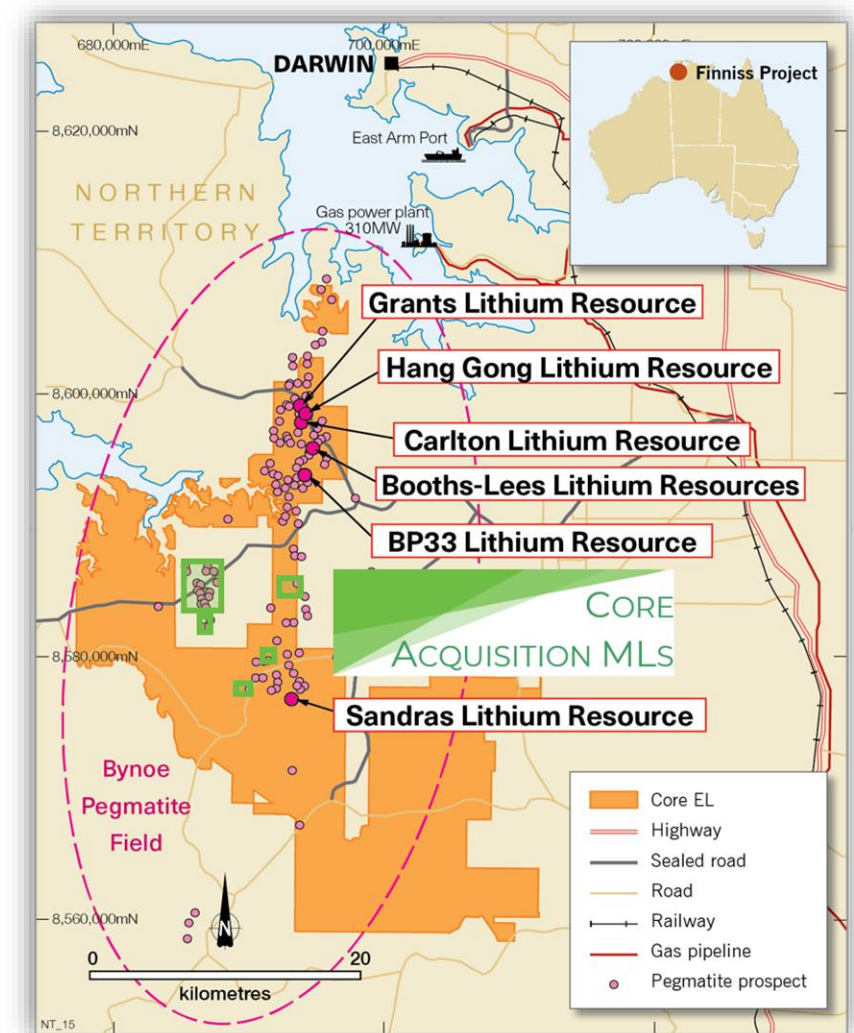 680,000mE
700,000mE
DARWIN
Finniss Project
8,620,000mN
East Arm Port
NORTHERN
TERRITORY
Gas power plant
310MW
Grants Lithium Resource
Hang Gong Lithium Resource
8,600,000mN
Carlton Lithium Resource
Booths-Lees Lithium Resources
BP33 Lithium Resource
CORE
ACQUISITION MLs
8,580,000mN
Sandras Lithium Resource
Bynoe
Pegmatite
Field
Core EL
Highway
Sealed road
Road
Railway
Gas pipeline
Pegmatite prospect
8,560,000mN
N
0 20
kilometres
NT_15